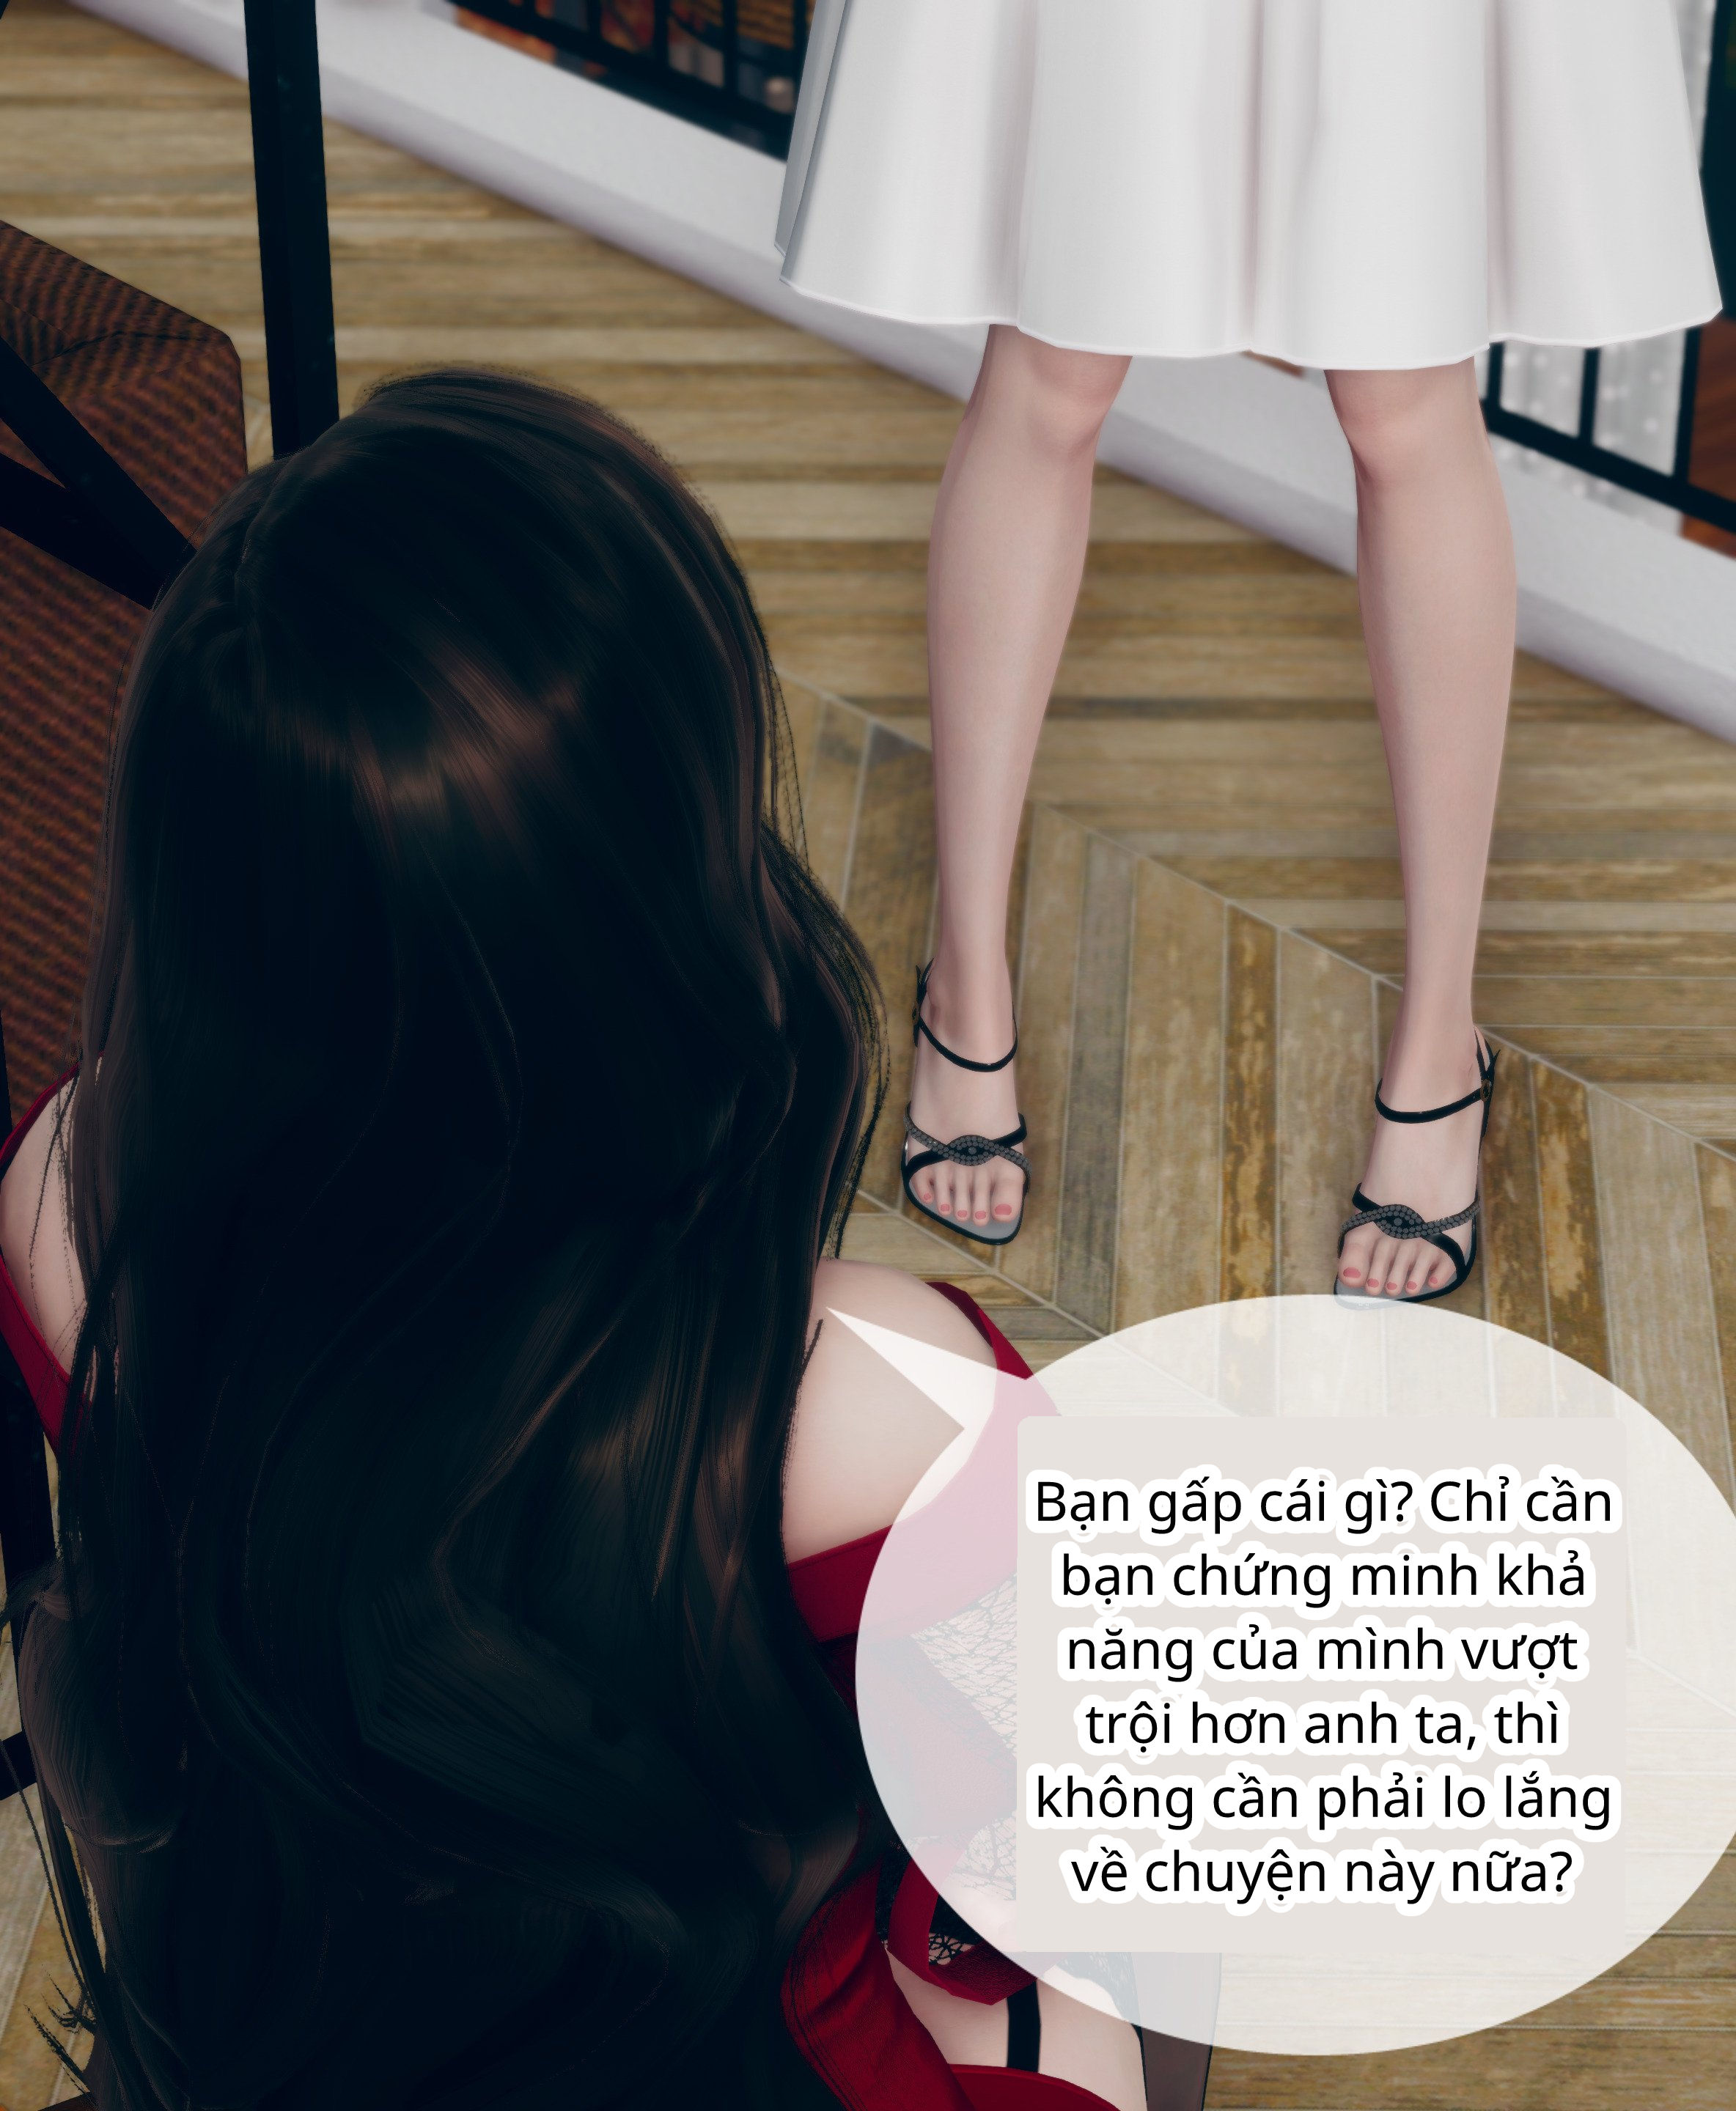 Bạn gấp cái gì? Chỉ cần
bạn chứng minh khả
năng của mình vượt
trội hơn anh ta, thì
không cần phải lo lắng
về chuyện này nữa?